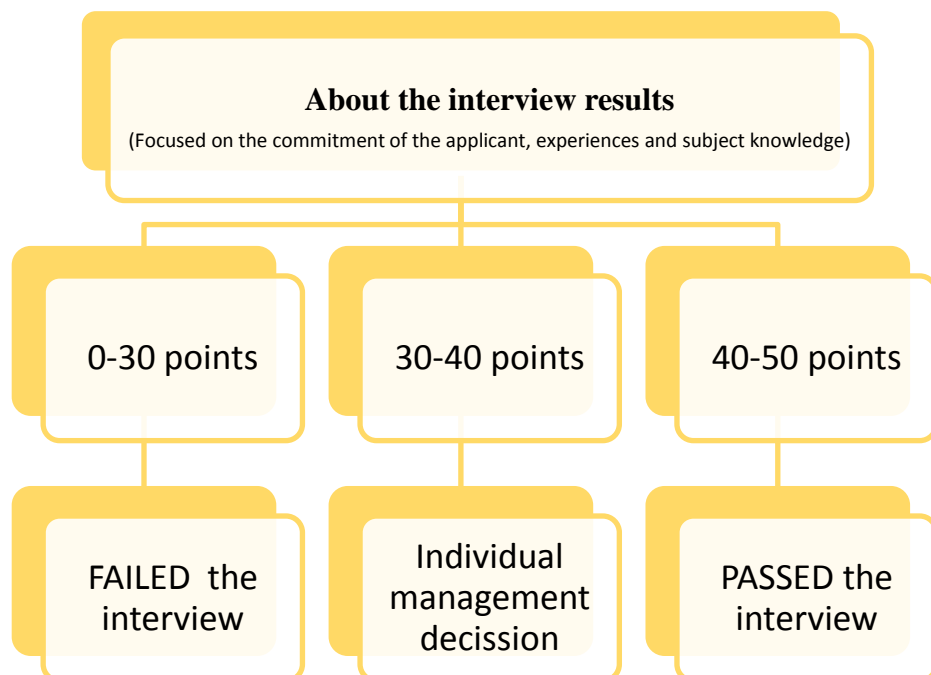 About the interview results
(Focused on the commitment of the applicant, experiences and subject knowledge)
0-30 points
30-40 points
40-50 points
FAILED the
interview
Individual
management
decission
PASSED the
interview